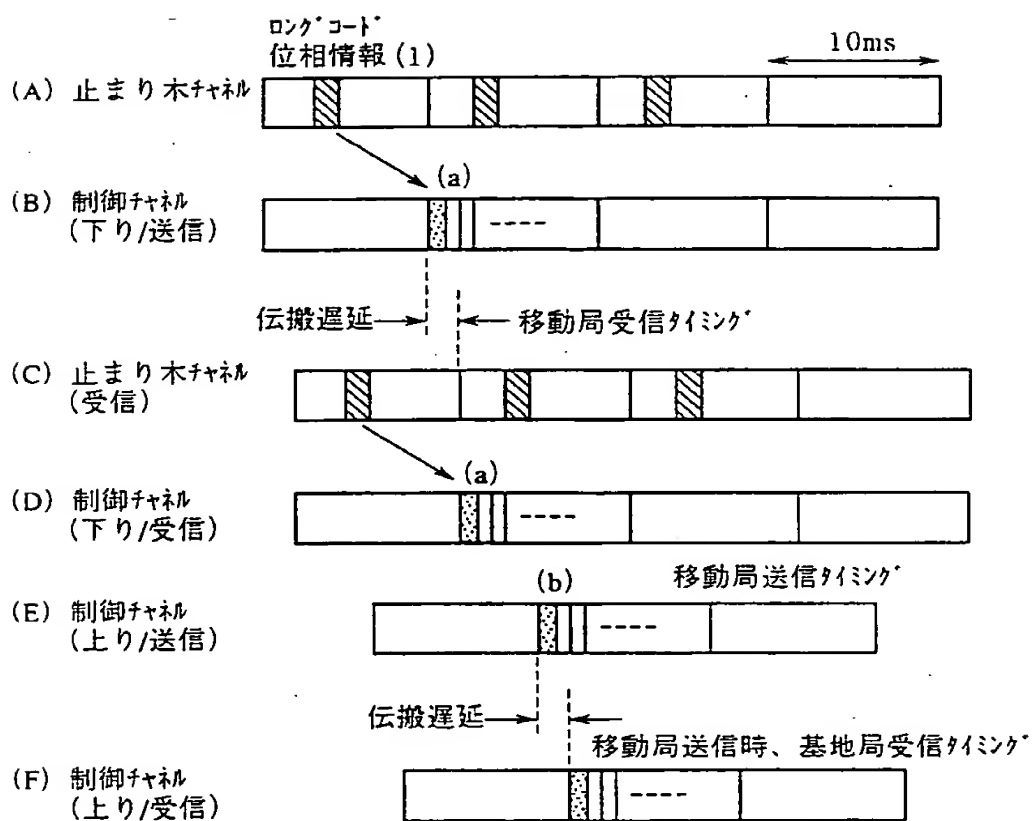 ﾛﾝｸﾞｺｰﾄﾞ
位相情報(1)
10ms
(A) 止まり木ﾁｬﾈﾙ
(a)
(B) 制御ﾁｬﾈﾙ
(下り/送信)
伝搬遅延
移動局受信ﾀｲﾐﾝｸﾞ
(C) 止まり木ﾁｬﾈﾙ
(受信)
(a)
(D) 制御ﾁｬﾈﾙ
(下り/受信)
(b)
移動局送信ﾀｲﾐﾝｸﾞ
(E) 制御ﾁｬﾈﾙ
(上り/送信)
伝搬遅延
移動局送信時、基地局受信ﾀｲﾐﾝｸﾞ
(F) 制御ﾁｬﾈﾙ
(上り/受信)